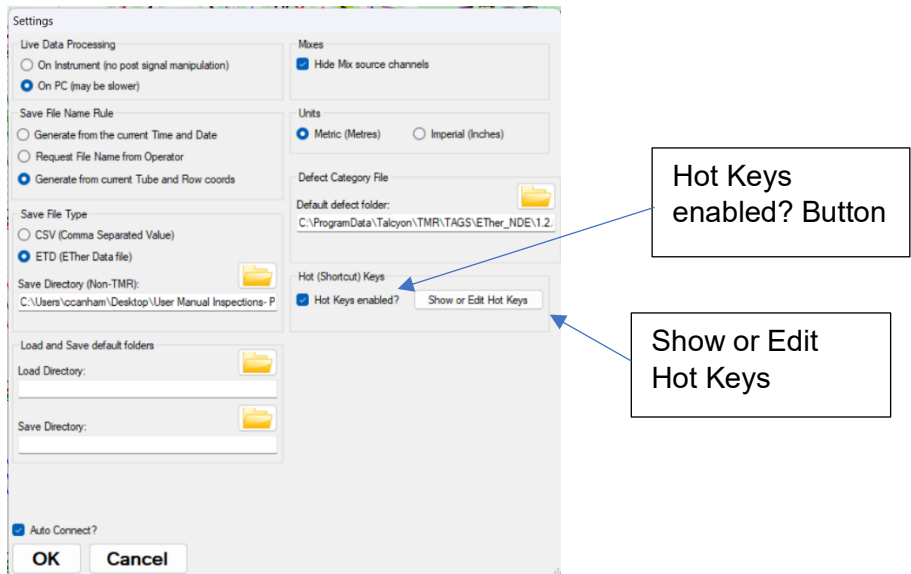 Settings
Live Data Processing
On Instrument (no post signal manipulation)
On PC (may be slower)
Save File Name Rule
Generate from the current Time and Date
Request File Name from Operator
Generate from current Tube and Row coords
Save File Type
CSV (Comma Separated Value)
ETD (ETher Data file)
Save Directory (Non-TMR):
C:\Users\ccanham\Desktop\User Manual Inspections- P
Load and Save default folders
Load Directory:
Save Directory:
Auto Connect?
OK
Cancel
Mixes
Hide Mix source channels
Units
Metric (Metres)
Imperial (Inches)
Defect Category File
Default defect folder:
C:\ProgramData\Talcyon\TMR\TAGS\ETher_NDE\1.2.
Hot (Shortcut) Keys
Hot Keys enabled?
Show or Edit Hot Keys
Hot Keys
enabled? Button
Show or Edit
Hot Keys